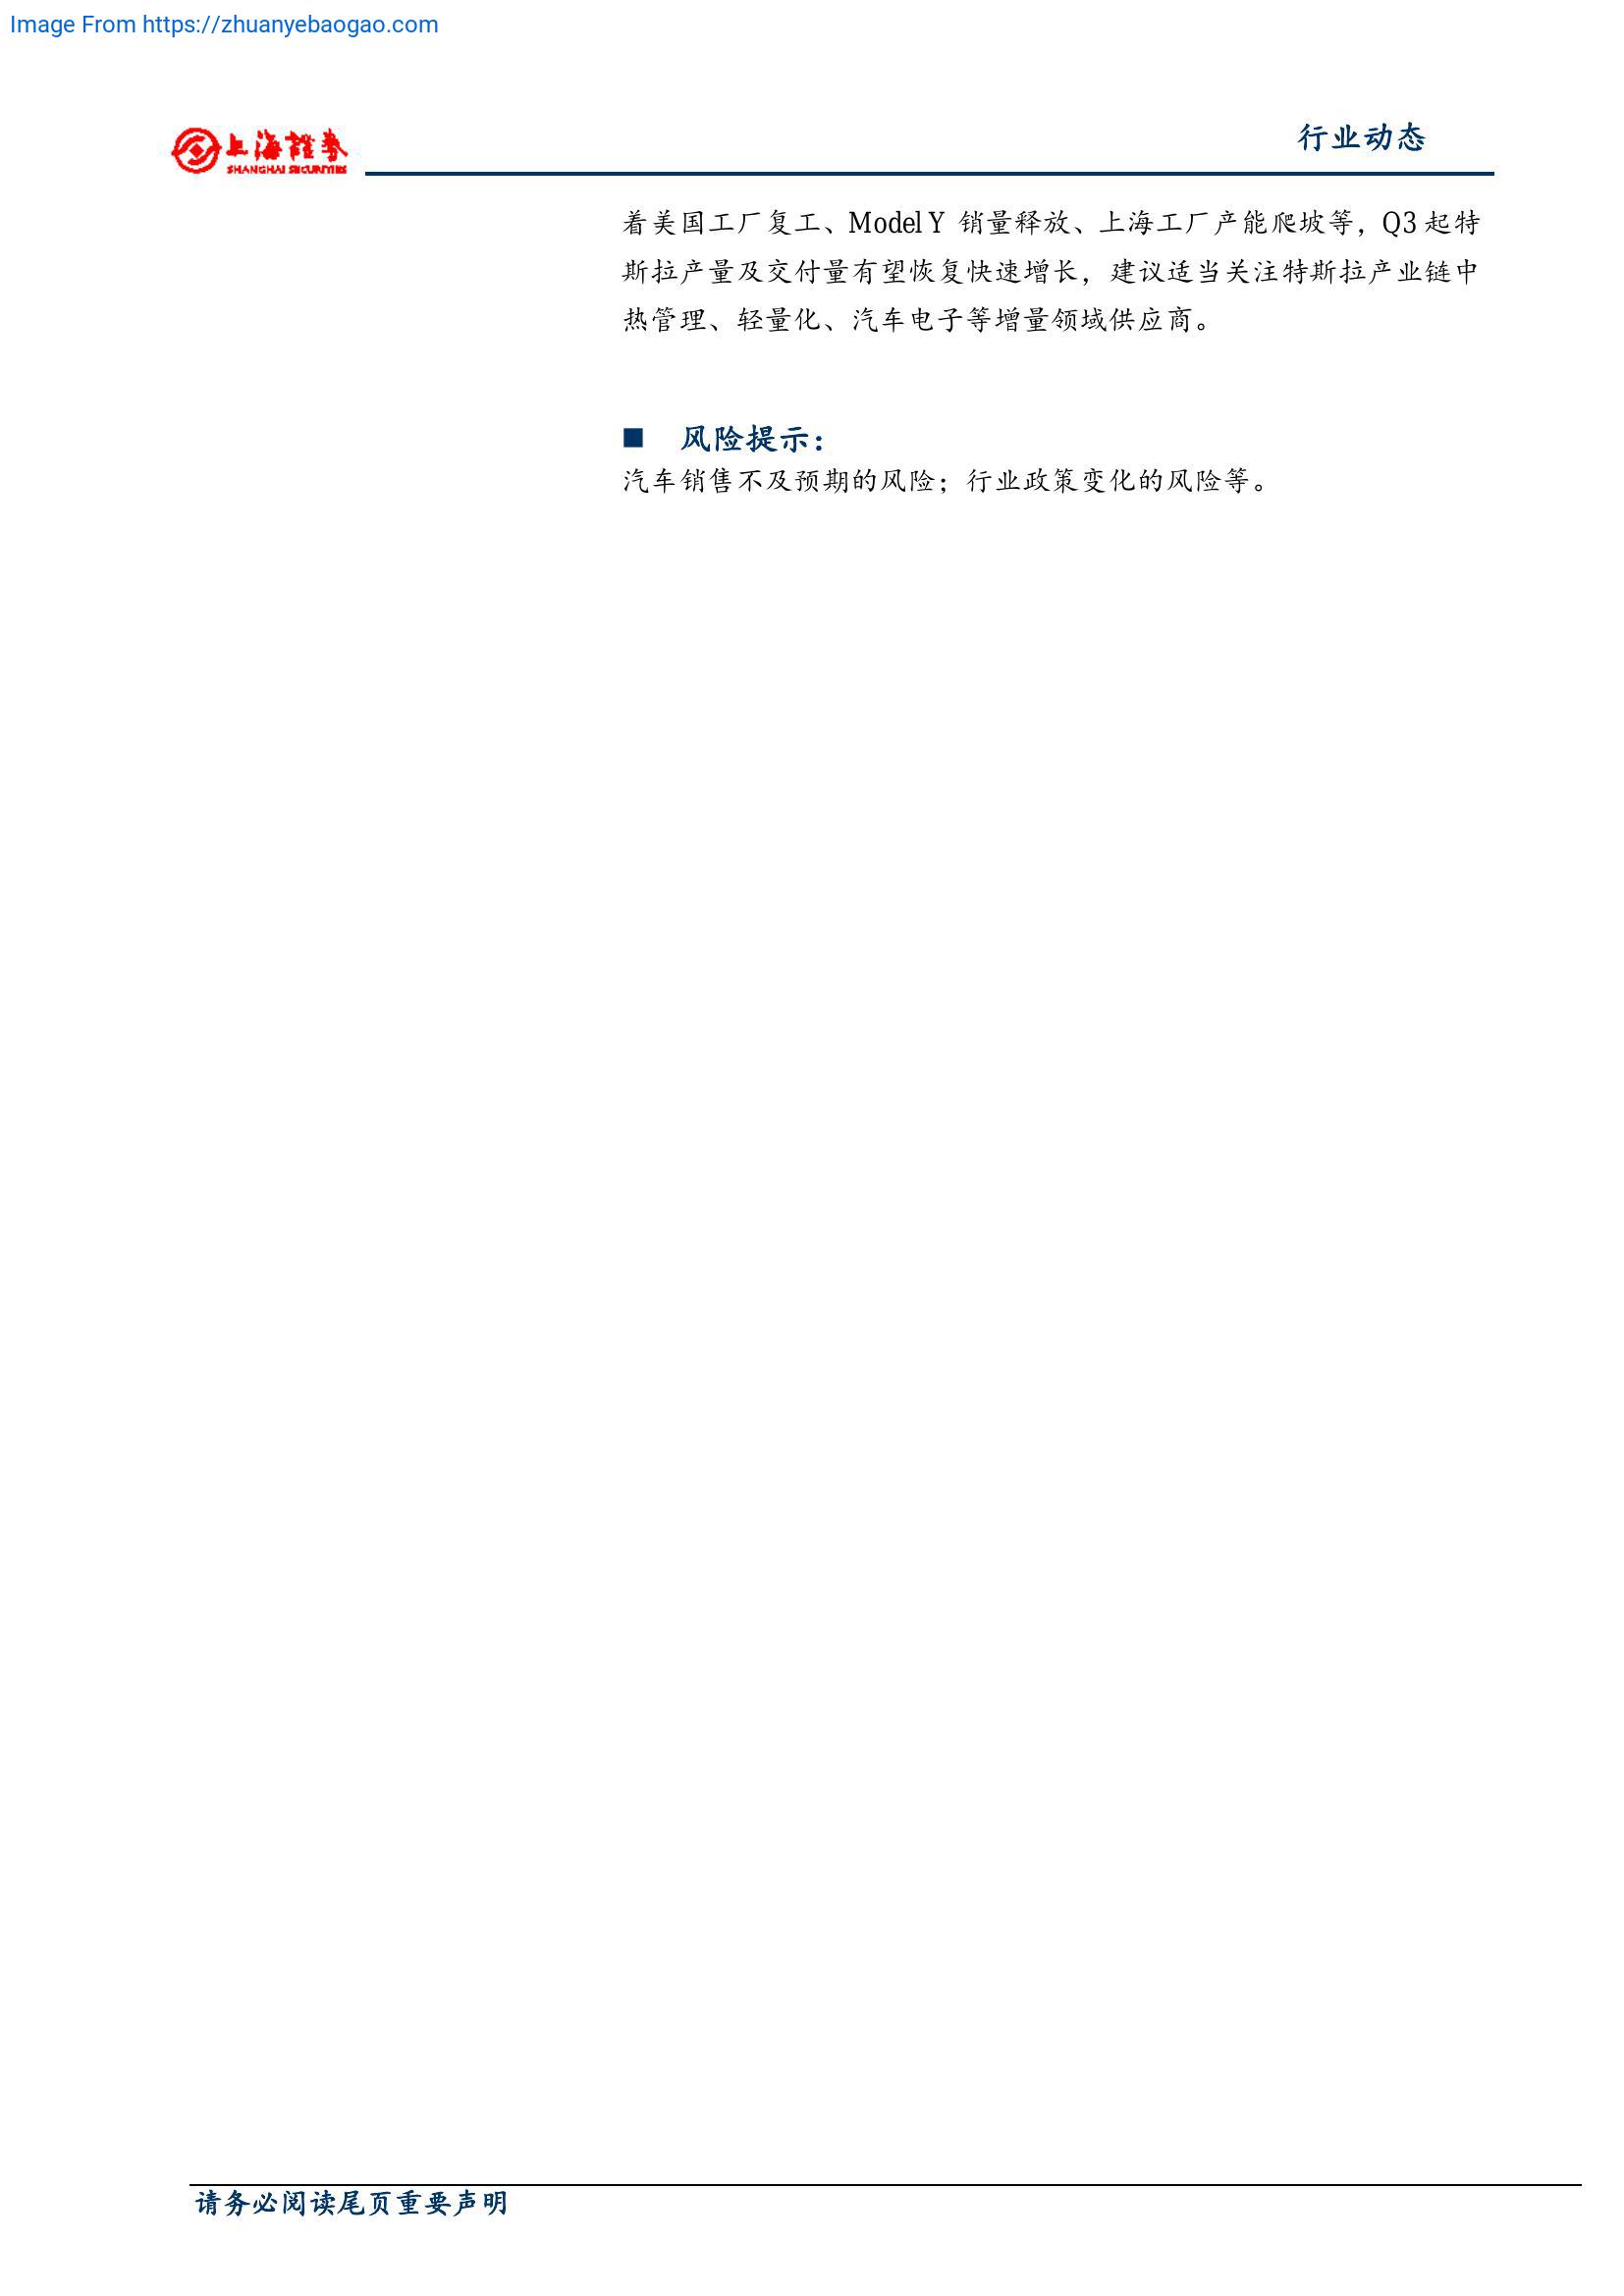 Image From https://zhuanyebaogao.com
上海證券
SHANGHAI SECURITIES
行业动态
着美国工厂复工、Model Y 销量释放、上海工厂产能爬坡等，Q3 起特
斯拉产量及交付量有望恢复快速增长，建议适当关注特斯拉产业链中
热管理、轻量化、汽车电子等增量领域供应商。
■ 风险提示：
汽车销售不及预期的风险；行业政策变化的风险等。
请务必阅读尾页重要声明